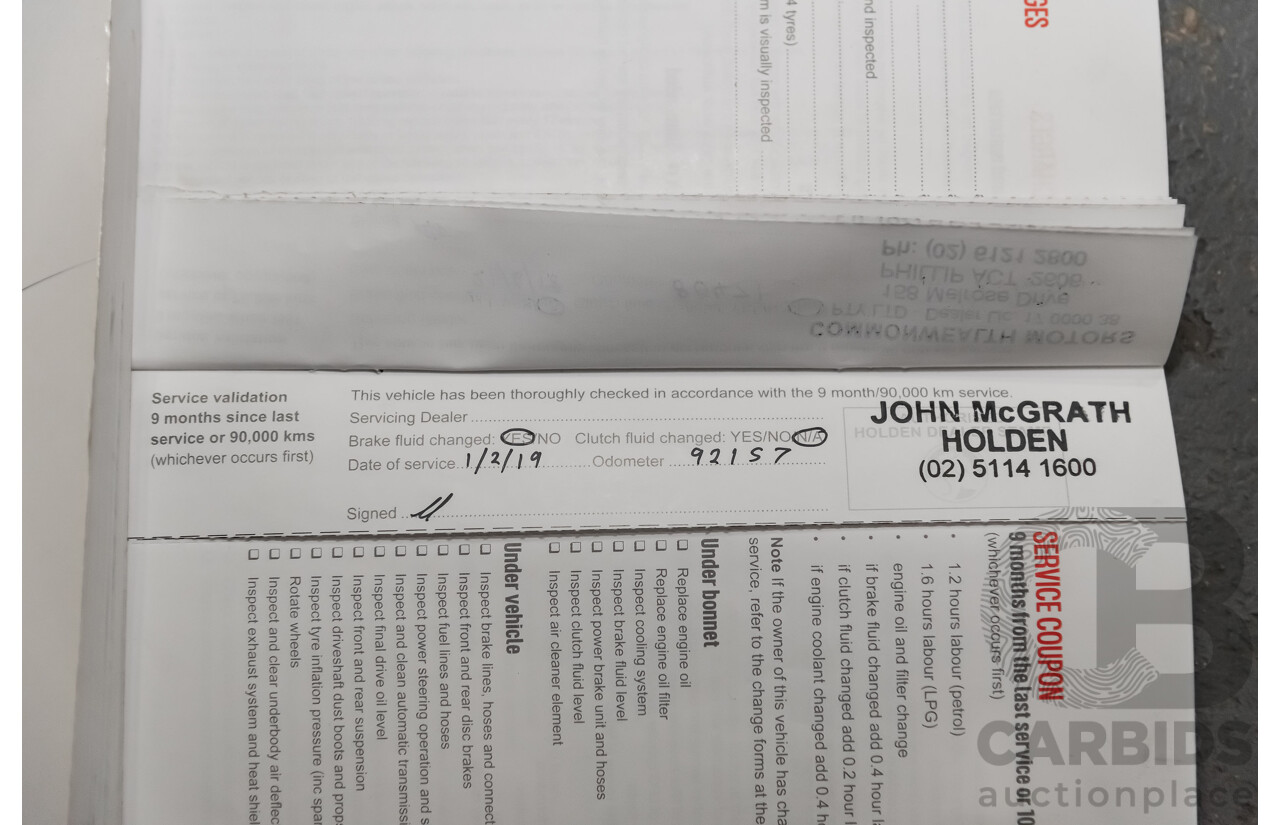 GES
nd inspected
4 tyres)
m is visually inspected
Ph: (02) 6121 2800
PHILLIP ACT 2606
Melrose Drive
PTY LTD Dealer Lic. 17 0000 38
COMMONWEALTH MOTORS
Service validation
9 months since last
service or 90,000 kms
(whichever occurs first)
This vehicle has been thoroughly checked in accordance with the 9 month/90,000 km service.
Servicing Dealer
Brake fluid changed: YES/NO Clutch fluid changed: YES/NO/N/A
Date of service 1/2/19 Odometer 92157
Signed
HOLDEN DEALER
JOHN McGRATH
HOLDEN
(02) 5114 1600
SERVICE COUPON
9 months from the last service or 10
(whichever occurs first)
• 1.2 hours labour (petrol)
• 1.6 hours labour (LPG)
• engine oil and filter change
• if brake fluid changed add 0.4 hour la
• if clutch fluid changed add 0.2 hour l
• if engine coolant changed add 0.4 h
Note If the owner of this vehicle has cha
service, refer to the change forms at the
Under bonnet
❏ Replace engine oil
❏ Replace engine oil filter
❏ Inspect cooling system
❏ Inspect brake fluid level
❏ Inspect power brake unit and hoses
❏ Inspect clutch fluid level
❏ Inspect air cleaner element
Under vehicle
❏ Inspect brake lines, hoses and connect
❏ Inspect front and rear disc brakes
❏ Inspect fuel lines and hoses
❏ Inspect power steering operation and s
❏ Inspect and clean automatic transmissi
❏ Inspect final drive oil level
❏ Inspect front and rear suspension
❏ Inspect driveshaft dust boots and prop
❏ Inspect tyre inflation pressure (inc spar
❏ Rotate wheels
❏ Inspect and clear underbody air deflec
❏ Inspect exhaust system and heat shiel
CARBIDS
auctionplace